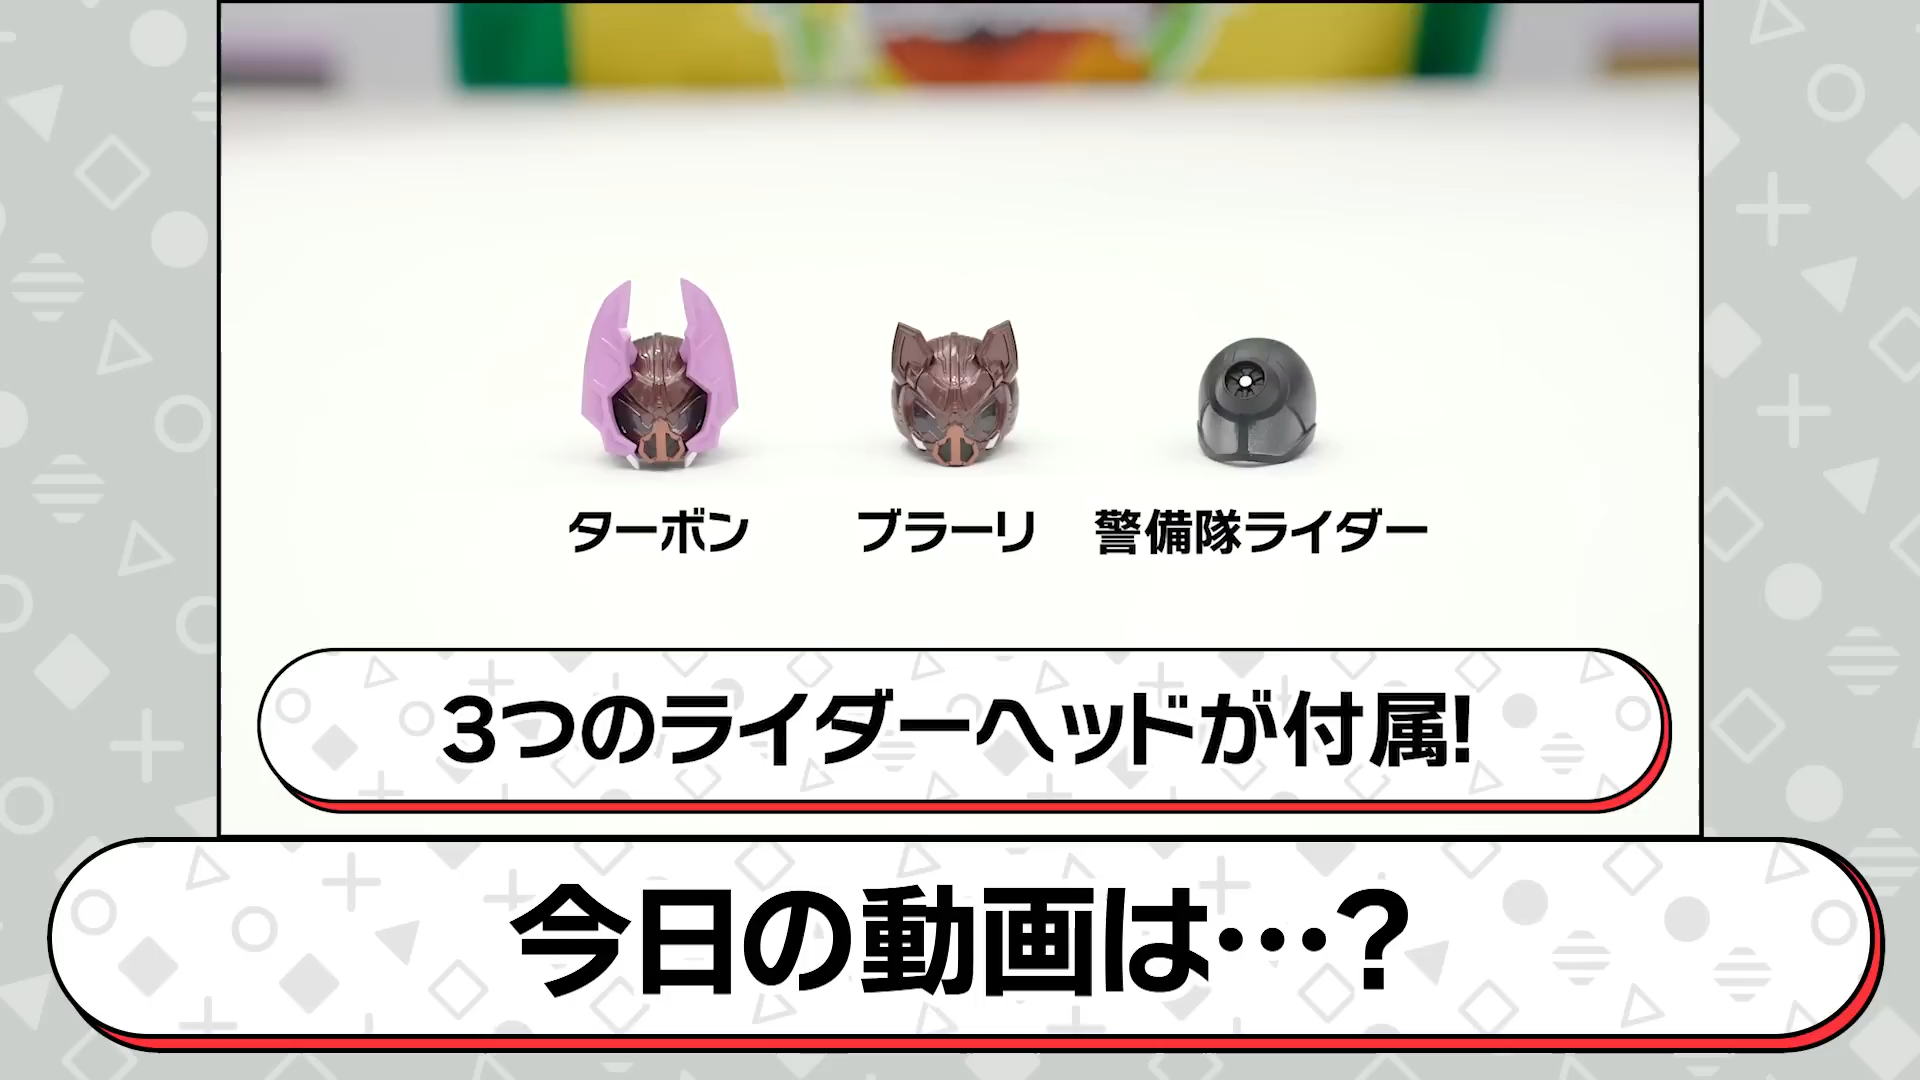 ターボン
ブラーリ
警備隊ライダー
3つのライダーヘッドが付属!
今日の動画は…?